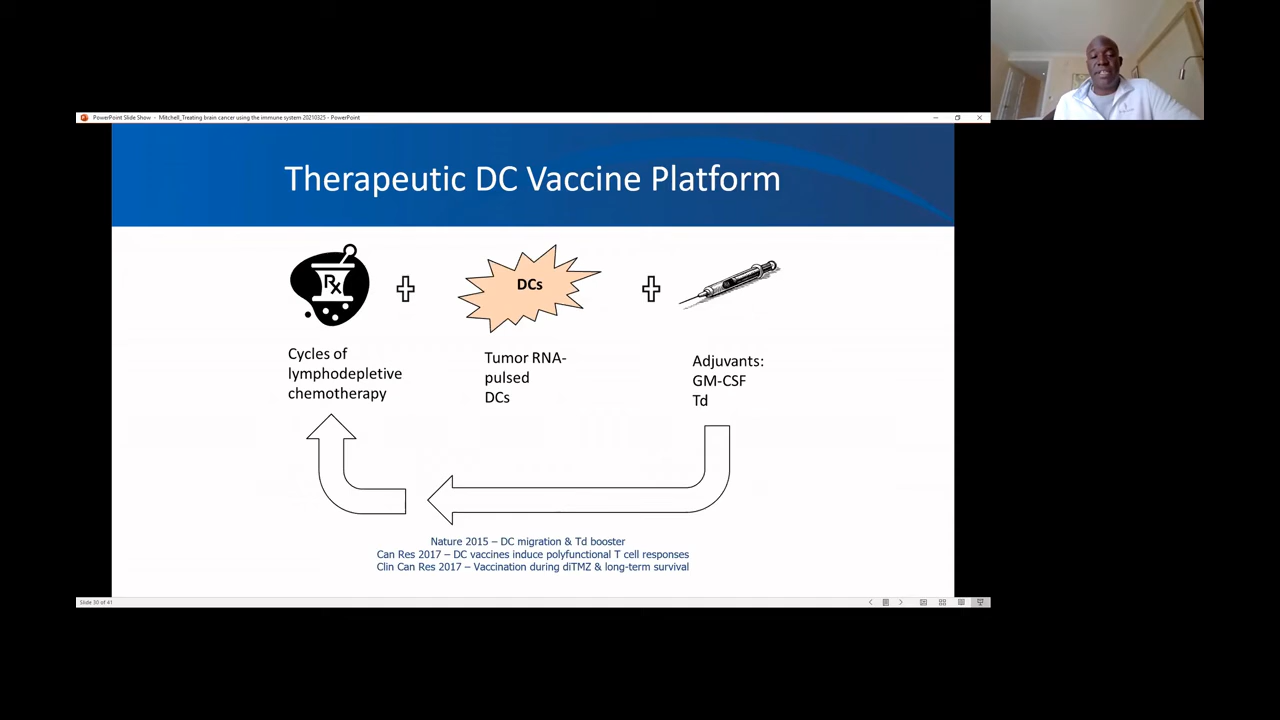 PowerPoint Slide Show - Mitchell_Treating brain cancer using the immune system 20210325 - PowerPoint
Therapeutic DC Vaccine Platform
Rx
DCs
Cycles of
lymphodepletive
chemotherapy
Tumor RNA-
pulsed
DCs
Adjuvants:
GM-CSF
Td
Nature 2015 – DC migration & Td booster
Can Res 2017 – DC vaccines induce polyfunctional T cell responses
Clin Can Res 2017 – Vaccination during diTMZ & long-term survival
Slide 30 of 41